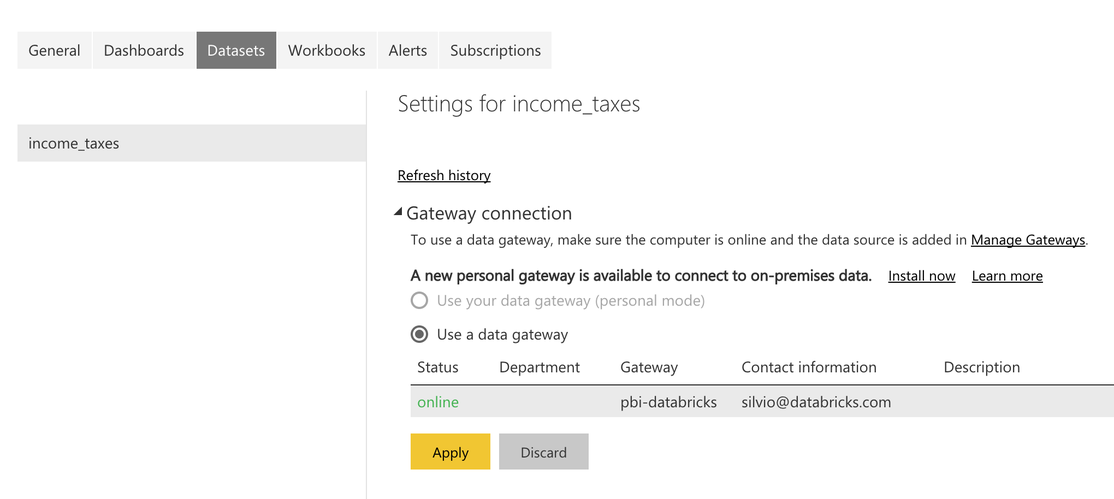 General Dashboards Datasets Workbooks Alerts Subscriptions
income_taxes
Settings for income_taxes
Refresh history
Gateway connection
To use a data gateway, make sure the computer is online and the data source is added in Manage Gateways.
A new personal gateway is available to connect to on-premises data. Install now Learn more
Use your data gateway (personal mode)
Use a data gateway
Status Department Gateway Contact information Description
online pbi-databricks silvio@databricks.com
Apply Discard